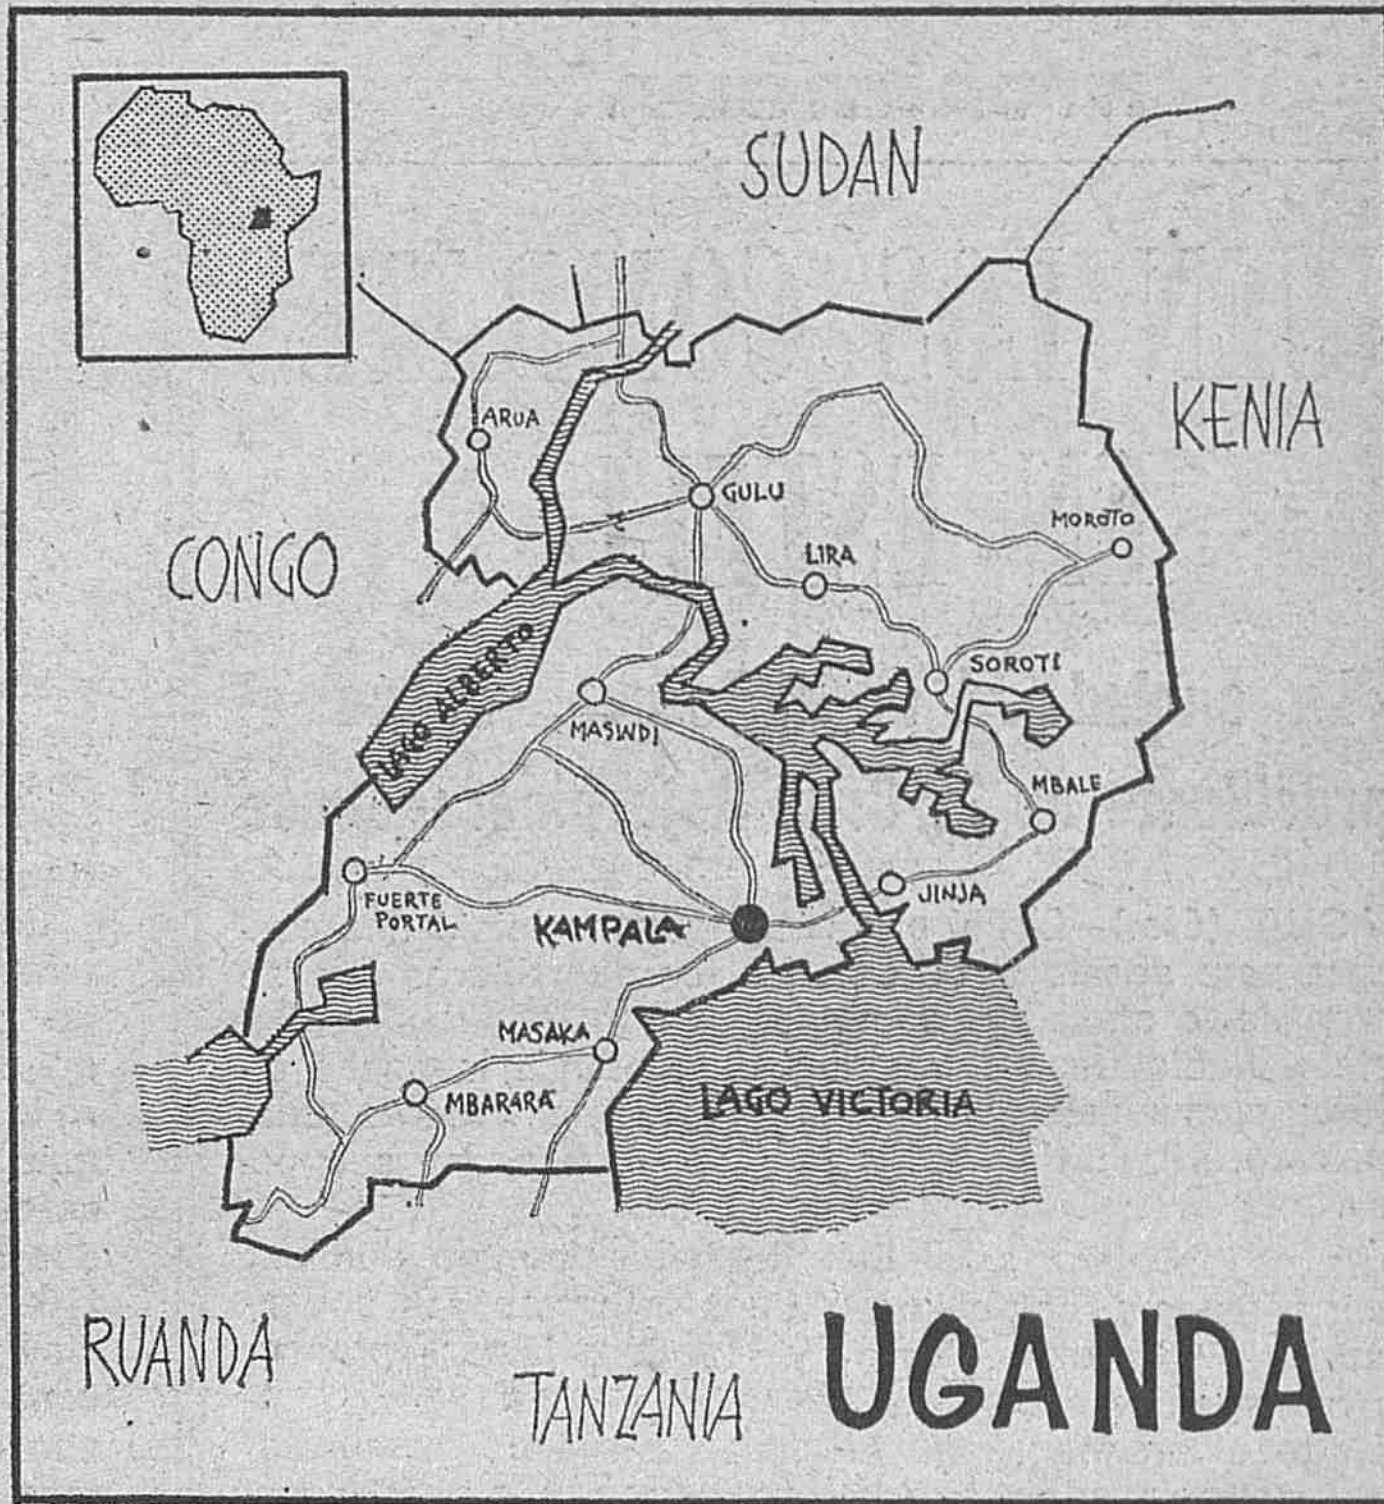 SUDAN
KENIA
ARUA
GULU
MOROTO
CONGO
LIRA
LAGO ALBERTO
SOROTI
MASINDI
MBALE
FUERTE
PORTAL
KAMPALA
JINJA
MASAKA
MBARARA
LAGO VICTORIA
RUANDA
TANZANIA
UGANDA